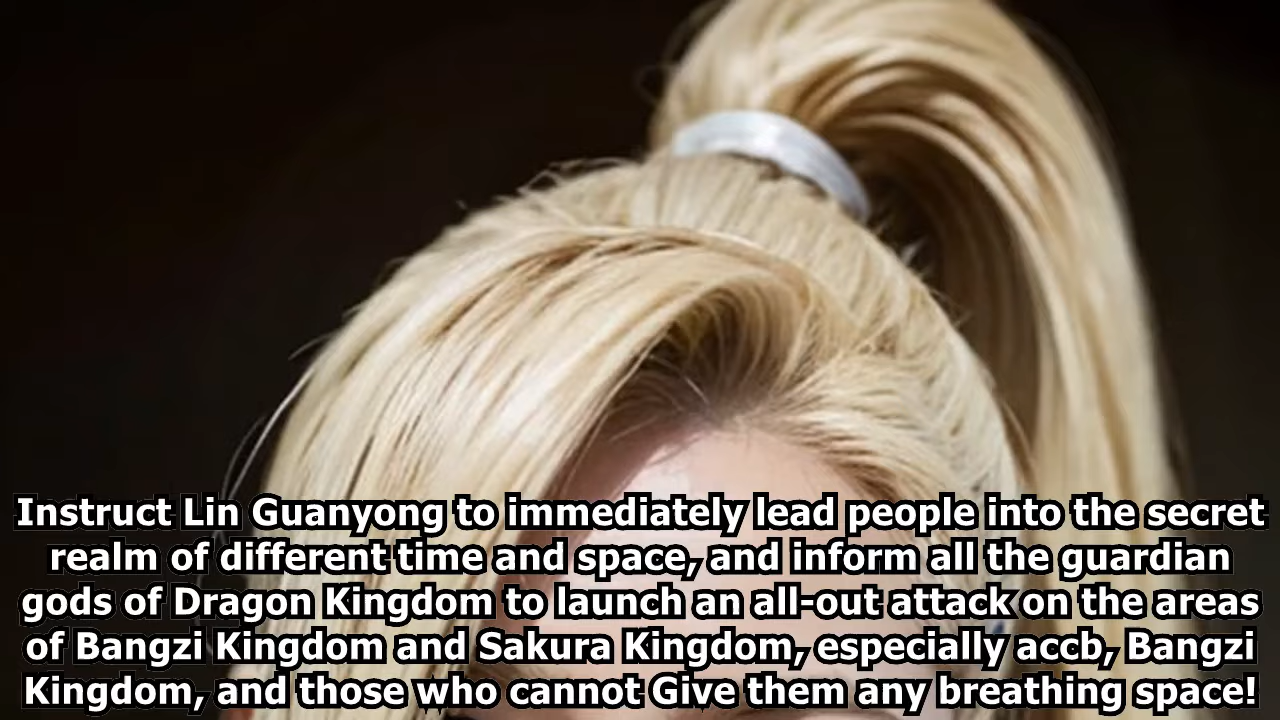 Instruct Lin Guanyong to immediately lead people into the secret
realm of different time and space, and inform all the guardian
gods of Dragon Kingdom to launch an all-out attack on the areas
of Bangzi Kingdom and Sakura Kingdom, especially accb, Bangzi
Kingdom, and those who cannot Give them any breathing space!